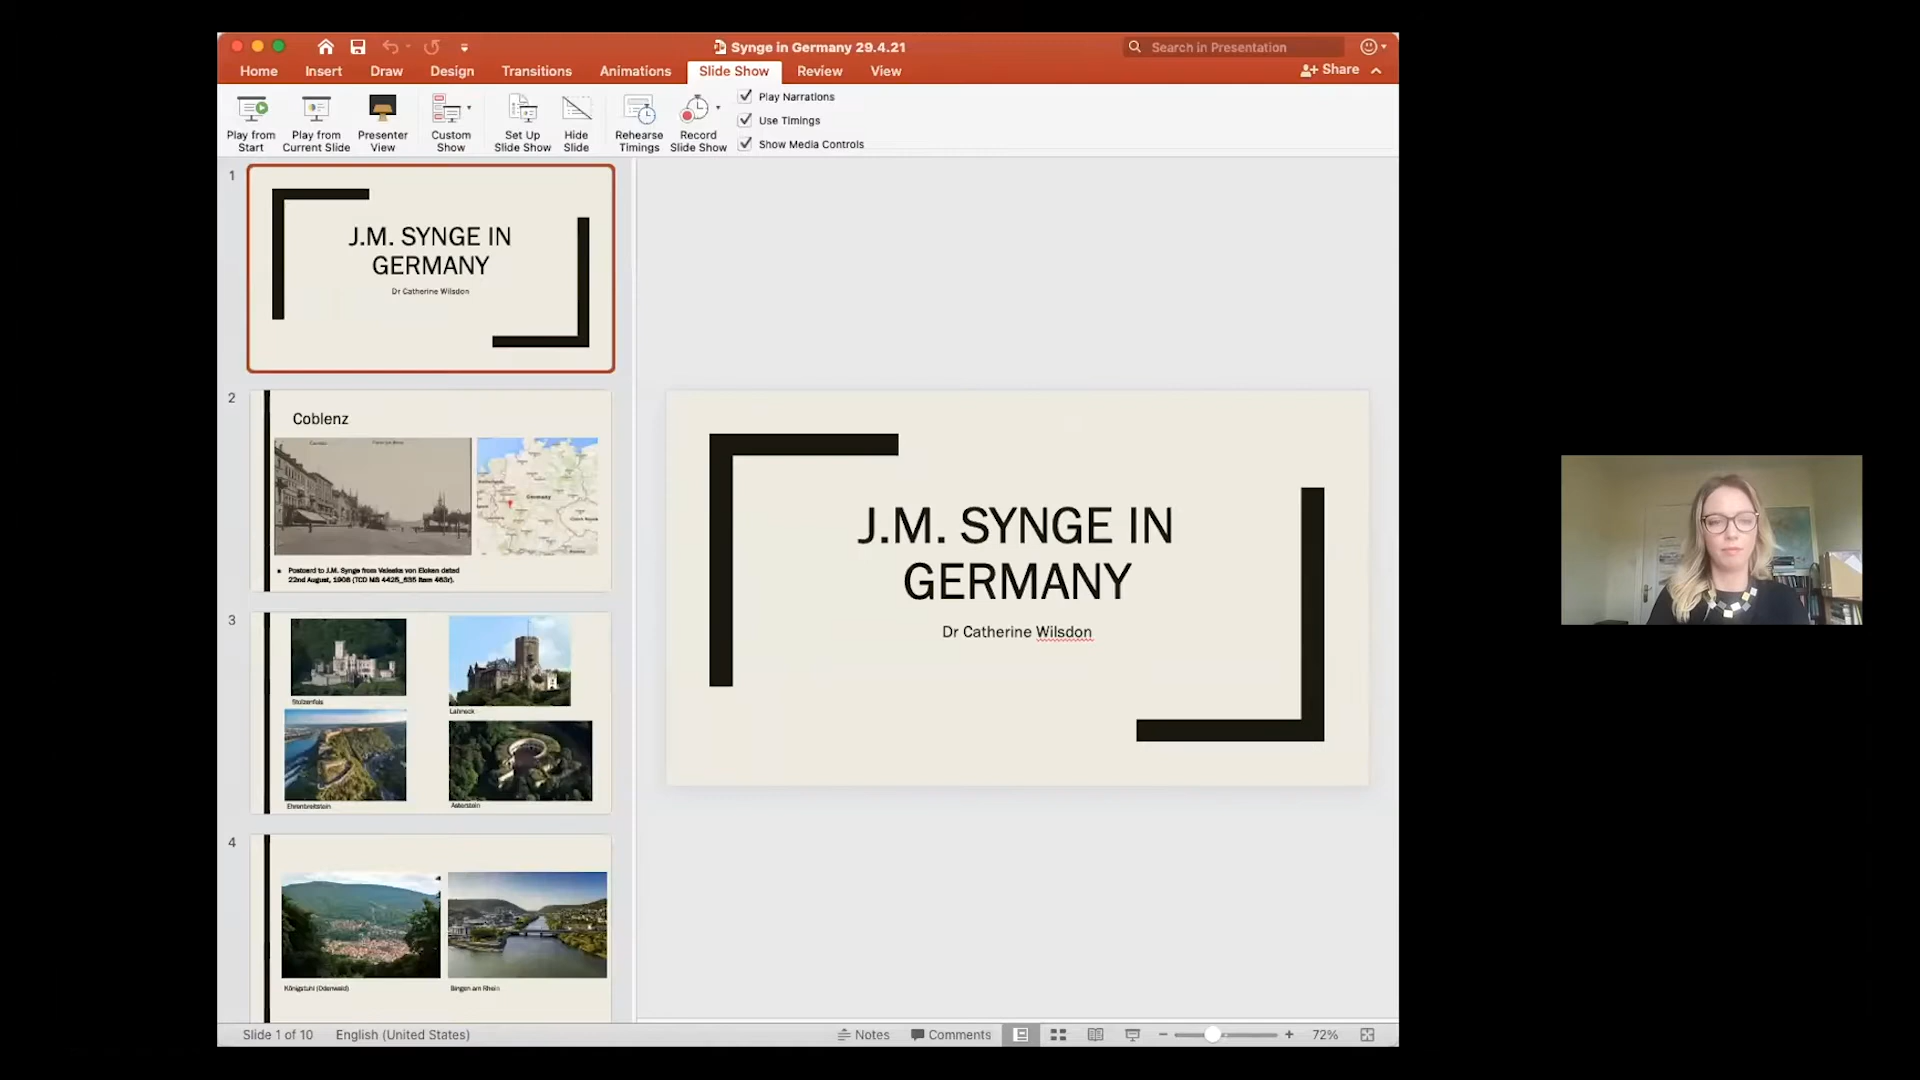 Synge in Germany 29.4.21
Search in Presentation
Home Insert Draw Design Transitions Animations Slide Show Review View
Share
Play from Start
Play from Current Slide
Presenter View
Custom Show
Set Up Slide Show
Hide Slide
Rehearse Timings
Record Slide Show
Play Narrations
Use Timings
Show Media Controls
1
J.M. SYNGE IN
GERMANY
Dr Catherine Wilsdon
2
Coblenz
Germany
Postcard to J.M. Synge from Valeska von Eicken dated
22nd August, 1906 (TCD MS 4425_635 Item 463r).
3
Stolzenfels
Lahneck
Ehrenbreitstein
Asterstein
4
Königstuhl (Odenwald)
Bingen am Rhein
J.M. SYNGE IN
GERMANY
Dr Catherine Wilsdon
Slide 1 of 10
English (United States)
Notes
Comments
72%